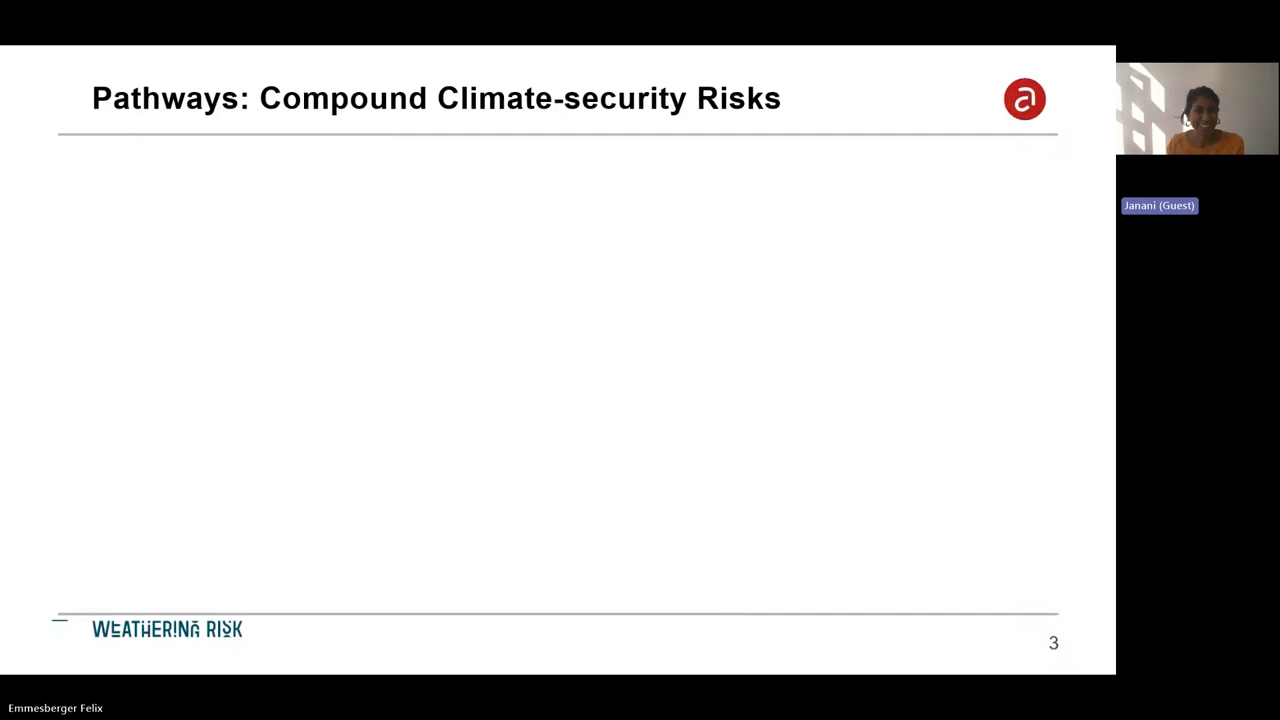 Pathways: Compound Climate-security Risks
a
Janani (Guest)
WEATHERING RISK
3
Emmesberger Felix